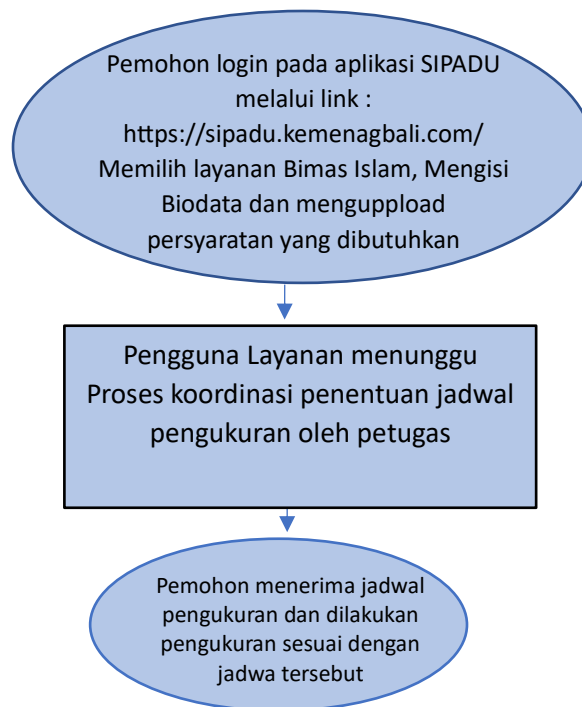 Pemohon login pada aplikasi SIPADU
melalui link :
https://sipadu.kemenagbali.com/
Memilih layanan Bimas Islam, Mengisi
Biodata dan menguppload
persyaratan yang dibutuhkan
Pengguna Layanan menunggu
Proses koordinasi penentuan jadwal
pengukuran oleh petugas
Pemohon menerima jadwal
pengukuran dan dilakukan
pengukuran sesuai dengan
jadwa tersebut